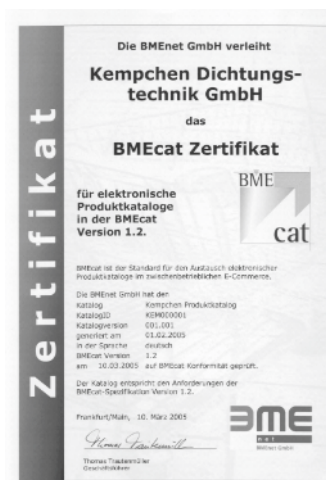 Zertifikat
Die BMEnet GmbH verleiht
Kempchen Dichtungs-
technik GmbH
das
BMEcat Zertifikat
für elektronische
Produktkataloge
in der BMEcat
Version 1.2.
BME
cat
BMEcat ist der Standard für den Austausch elektronischer
Produktkataloge im zwischenbetrieblichen E-Commerce.
Die BMEnet GmbH hat den
Katalog Kempchen Produktkatalog
KatalogID KEM000001
Katalogversion 001.001
generiert am 01.02.2005
in der Sprache deutsch
BMEcat Version 1.2
am 10.03.2005 auf BMEcat Konformität geprüft.
Der Katalog entspricht den Anforderungen der
BMEcat-Spezifikation Version 1.2.
Frankfurt/Main, 10. März 2005
BME
net
BMEnet GmbH
Thomas Trautenmüller
Geschäftsführer